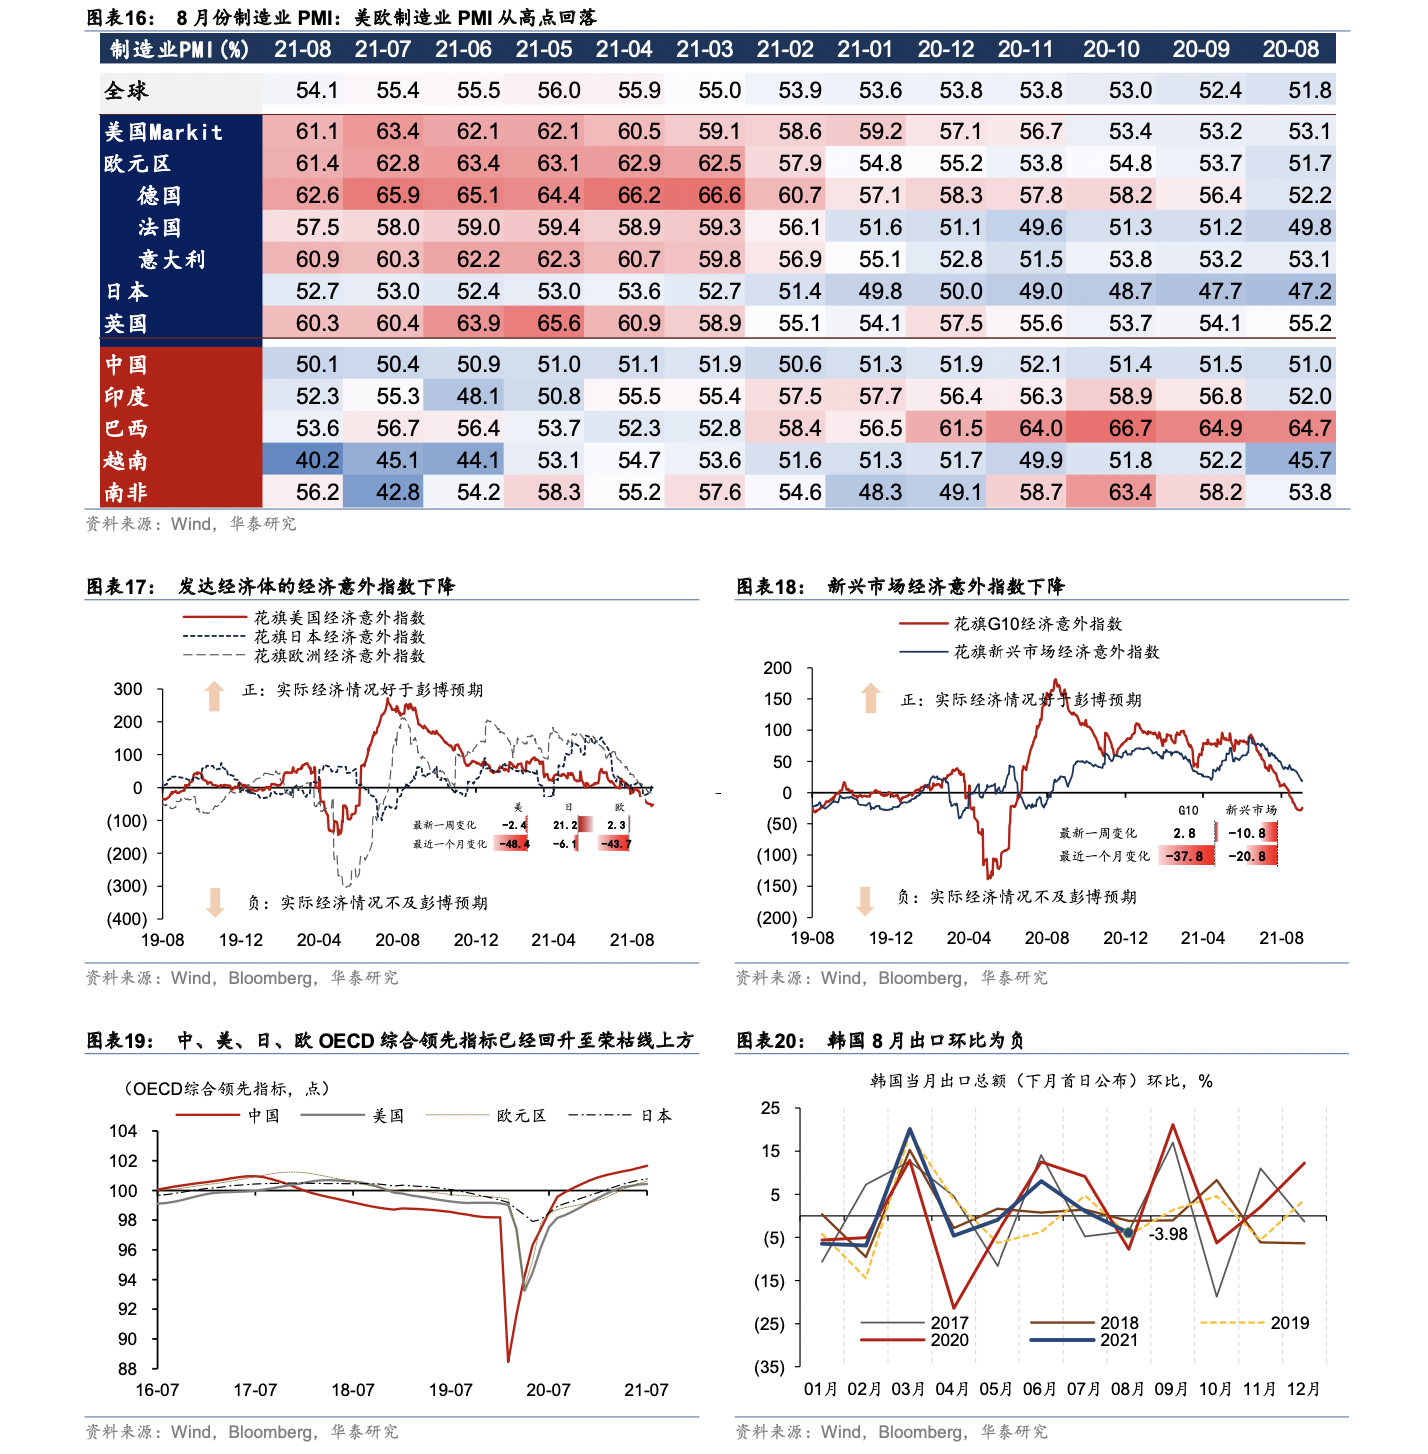 图表16： 8 月份制造业 PMI：美欧制造业 PMI 从高点回落
制造业PMI(%) 21-08 21-07 21-06 21-05 21-04 21-03 21-02 21-01 20-12 20-11 20-10 20-09 20-08
全球 54.1 55.4 55.5 56.0 55.9 55.0 53.9 53.6 53.8 53.8 53.0 52.4 51.8
美国Markit 61.1 63.4 62.1 62.1 60.5 59.1 58.6 59.2 57.1 56.7 53.4 53.2 53.1
欧元区 61.4 62.8 63.4 63.1 62.9 62.5 57.9 54.8 55.2 53.8 54.8 53.7 51.7
德国 62.6 65.9 65.1 64.4 66.2 66.6 60.7 57.1 58.3 57.8 58.2 56.4 52.2
法国 57.5 58.0 59.0 59.4 58.9 59.3 56.1 51.6 51.1 49.6 51.3 51.2 49.8
意大利 60.9 60.3 62.2 62.3 60.7 59.8 56.9 55.1 52.8 51.5 53.8 53.2 53.1
日本 52.7 53.0 52.4 53.0 53.6 52.7 51.4 49.8 50.0 49.0 48.7 47.7 47.2
英国 60.3 60.4 63.9 65.6 60.9 58.9 55.1 54.1 57.5 55.6 53.7 54.1 55.2
中国 50.1 50.4 50.9 51.0 51.1 51.9 50.6 51.3 51.9 52.1 51.4 51.5 51.0
印度 52.3 55.3 48.1 50.8 55.5 55.4 57.5 57.7 56.4 56.3 58.9 56.8 52.0
巴西 53.6 56.7 56.4 53.7 52.3 52.8 58.4 56.5 61.5 64.0 66.7 64.9 64.7
越南 40.2 45.1 44.1 53.1 54.7 53.6 51.6 51.3 51.7 49.9 51.8 52.2 45.7
南非 56.2 42.8 54.2 58.3 55.2 57.6 54.6 48.3 49.1 58.7 63.4 58.2 53.8
资料来源：Wind，华泰研究
图表17： 发达经济体的经济意外指数下降
花旗美国经济意外指数
花旗日本经济意外指数
花旗欧洲经济意外指数
300
200
100
0
(100)
(200)
(300)
(400)
正：实际经济情况好于彭博预期
美 日 欧
最新一周变化 -2.4 21.2 2.3
最近一个月变化 -48.4 -6.1 -43.7
负：实际经济情况不及彭博预期
19-08 19-12 20-04 20-08 20-12 21-04 21-08
资料来源：Wind，Bloomberg，华泰研究
图表18： 新兴市场经济意外指数下降
花旗G10经济意外指数
花旗新兴市场经济意外指数
200
150
100
50
0
(50)
(100)
(150)
(200)
正：实际经济情况好于彭博预期
G10 新兴市场
最新一周变化 2.8 -10.8
最近一个月变化 -37.8 -20.8
负：实际经济情况不及彭博预期
19-08 19-12 20-04 20-08 20-12 21-04 21-08
资料来源：Wind，Bloomberg，华泰研究
图表19： 中、美、日、欧 OECD 综合领先指标已经回升至荣枯线上方
（OECD综合领先指标，点）
中国 美国 欧元区 日本
104
102
100
98
96
94
92
90
88
16-07 17-07 18-07 19-07 20-07 21-07
资料来源：Wind，Bloomberg，华泰研究
图表20： 韩国 8 月出口环比为负
韩国当月出口总额（下月首日公布）环比，%
25
15
5
(5)
(15)
(25)
(35)
-3.98
2017 2018 2019
2020 2021
01月 02月 03月 04月 05月 06月 07月 08月 09月 10月 11月 12月
资料来源：Wind，Bloomberg，华泰研究